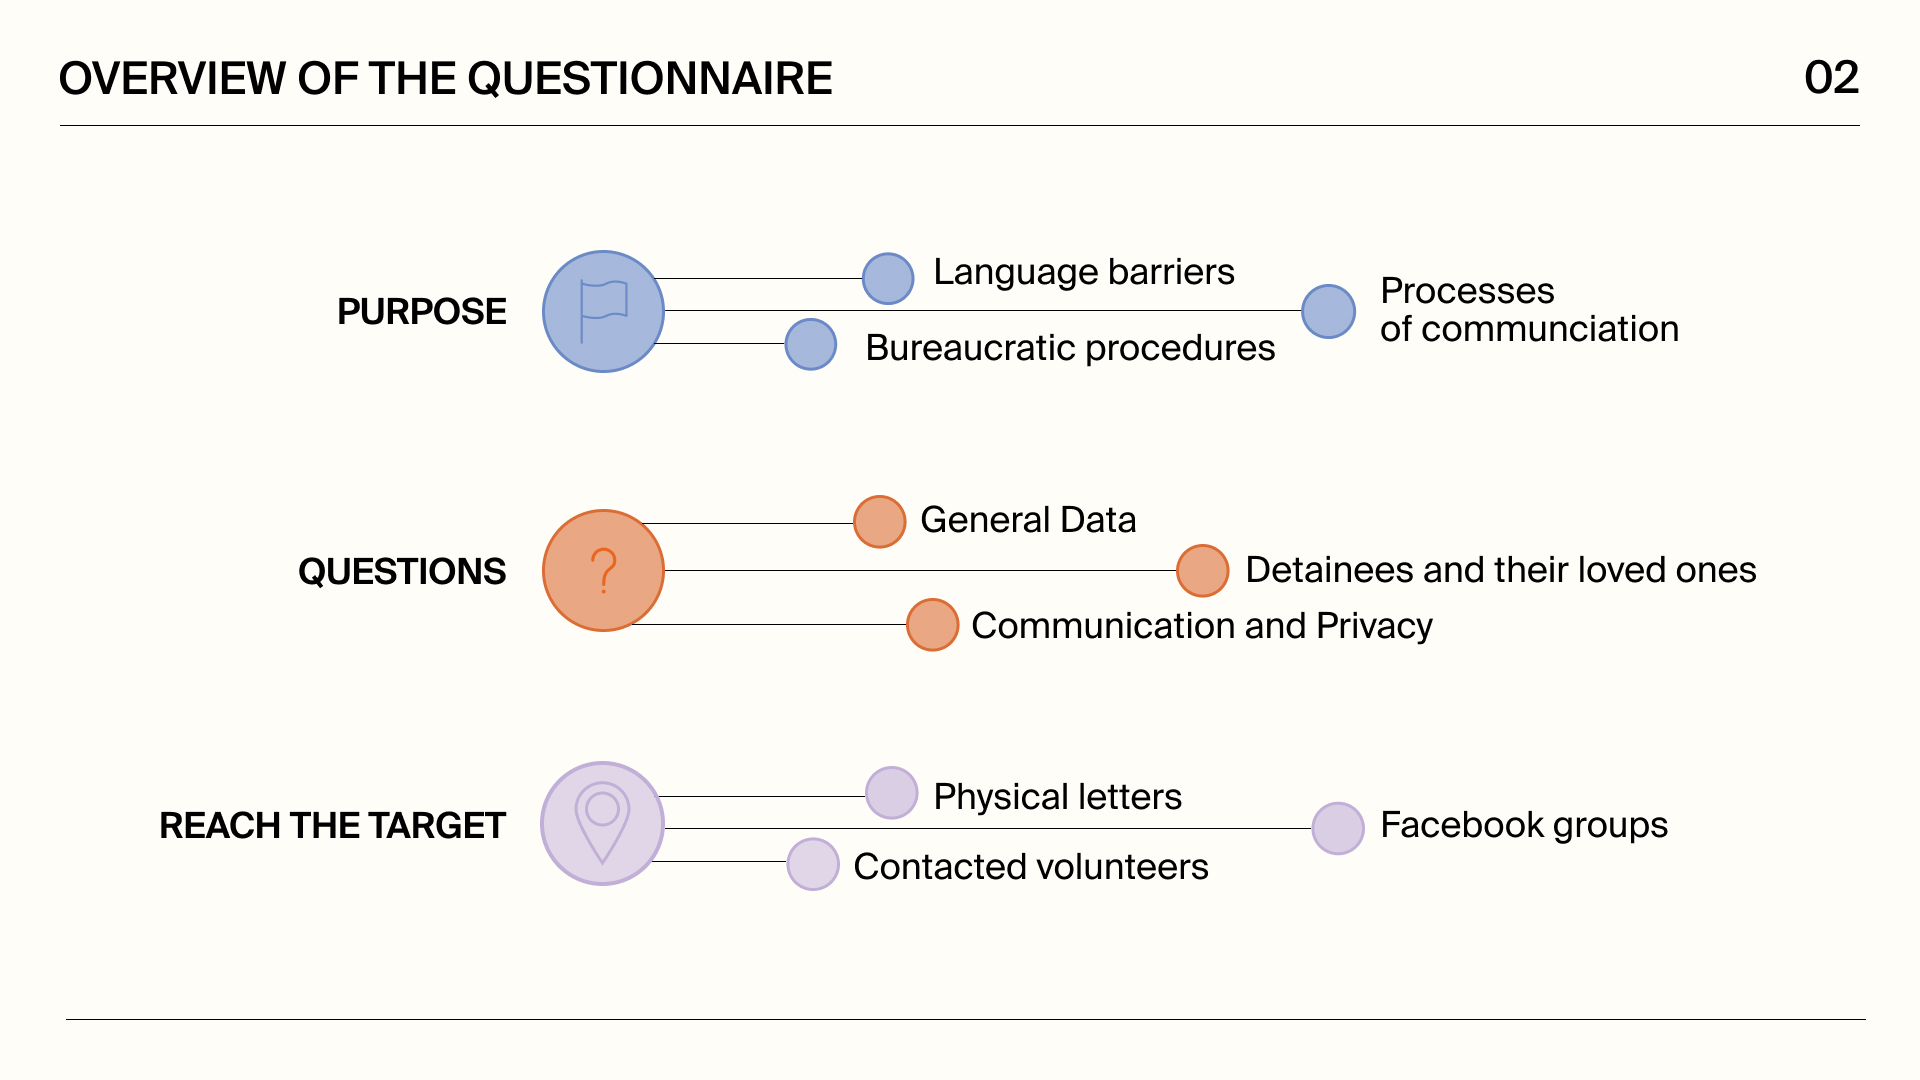 OVERVIEW OF THE QUESTIONNAIRE
02
PURPOSE
Language barriers
Processes
of communciation
Bureaucratic procedures
QUESTIONS
?
General Data
Detainees and their loved ones
Communication and Privacy
REACH THE TARGET
Physical letters
Facebook groups
Contacted volunteers